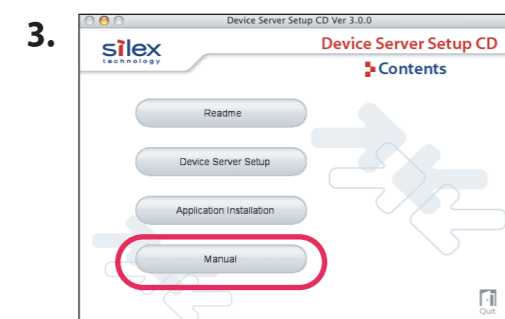 3.
Device Server Setup CD Ver 3.0.0
silex
technology
Device Server Setup CD
Contents
Readme
Device Server Setup
Application Installation
Manual
Quit